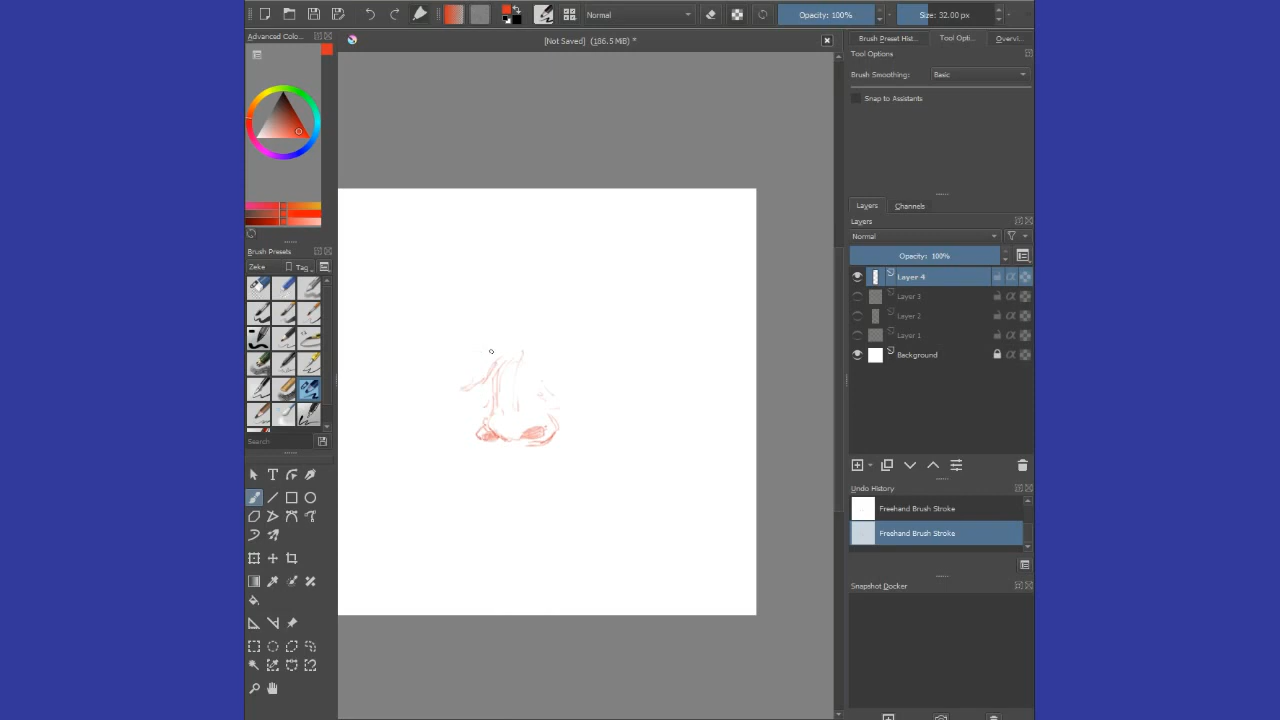 Normal
Opacity: 100%
Size: 32.00 px
Advanced Colo...
[Not Saved] (186.5 MiB) *
Brush Preset Hist...
Tool Opti...
Overvi...
Tool Options
Brush Smoothing:
Basic
Snap to Assistants
Layers
Channels
Layers
Normal
Opacity: 100%
Brush Presets
Zeke
Tag
Layer 4
Layer 3
Layer 2
Layer 1
Background
Search
Undo History
Freehand Brush Stroke
Freehand Brush Stroke
Snapshot Docker